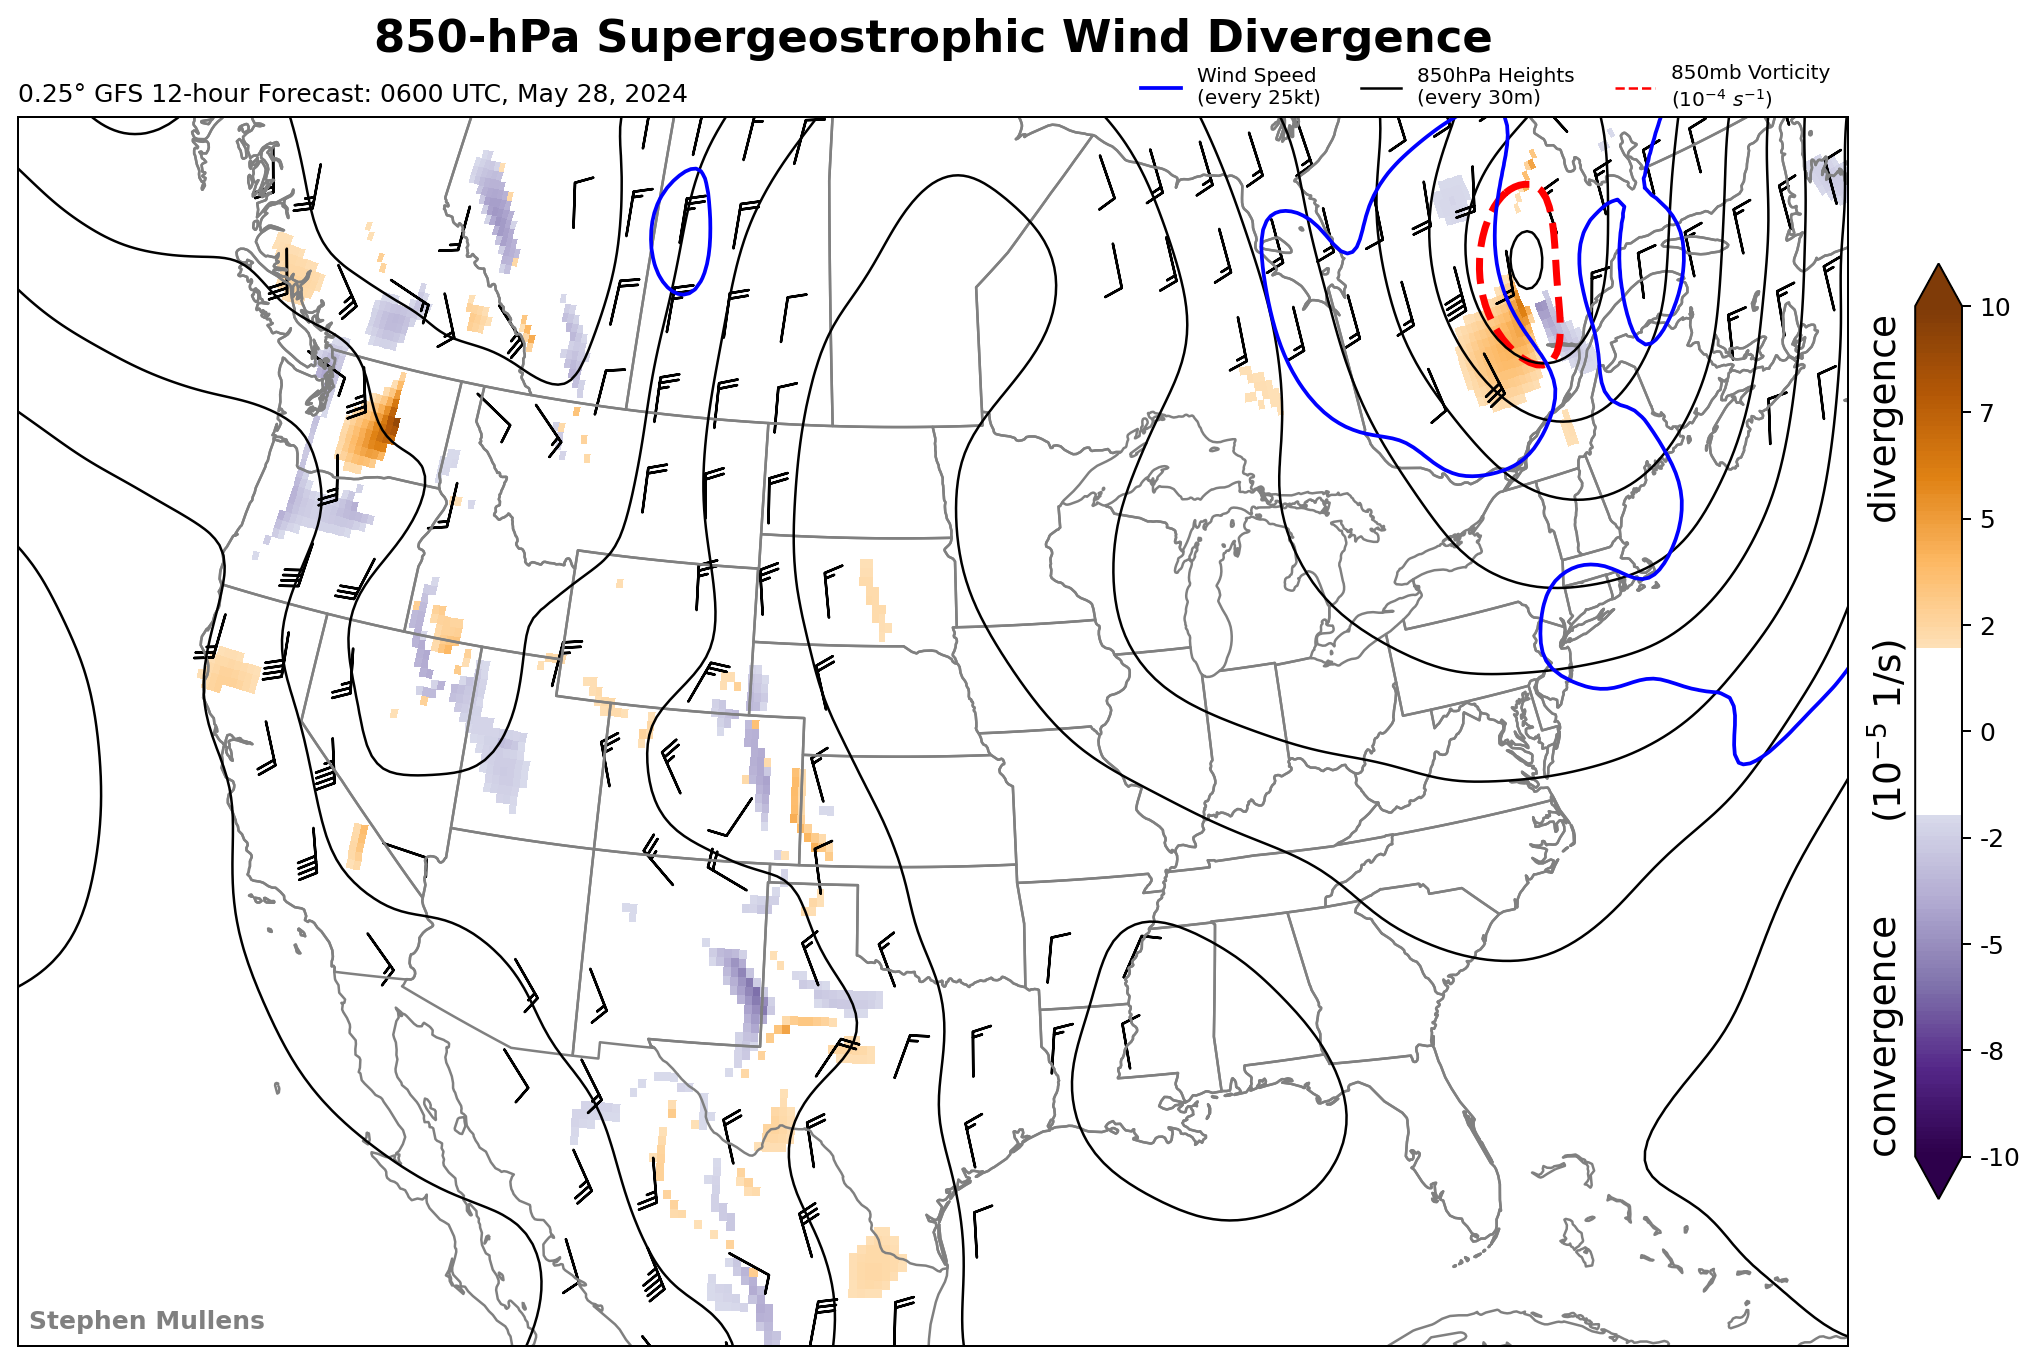 850-hPa Supergeostrophic Wind Divergence
0.25° GFS 12-hour Forecast: 0600 UTC, May 28, 2024
Wind Speed
(every 25kt)
850hPa Heights
(every 30m)
850mb Vorticity
(10⁻⁴ s⁻¹)
10
7
5
2
0
-2
-5
-8
-10
convergence (10⁻⁵ 1/s) divergence
Stephen Mullens